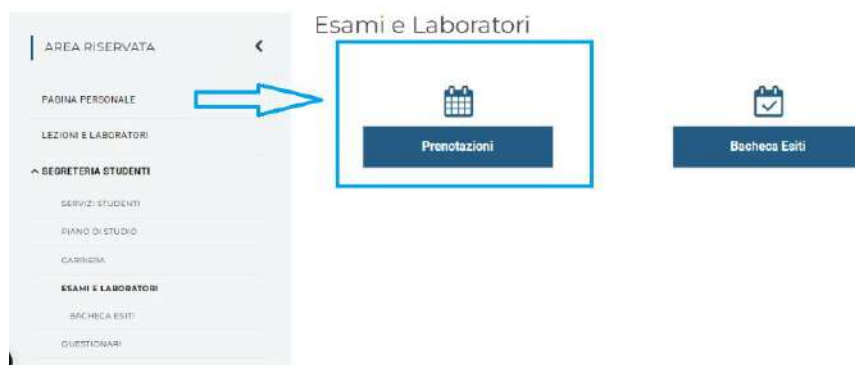 Esami e Laboratori
AREA RISERVATA
PAGINA PERSONALE
LEZIONI E LABORATORI
SEGRETERIA STUDENTI
SERVIZI STUDENTI
PIANO DI STUDIO
CARRIERA
ESAMI E LABORATORI
BACHECA ESITI
QUESTIONARI
Prenotazioni
Bacheca Esiti